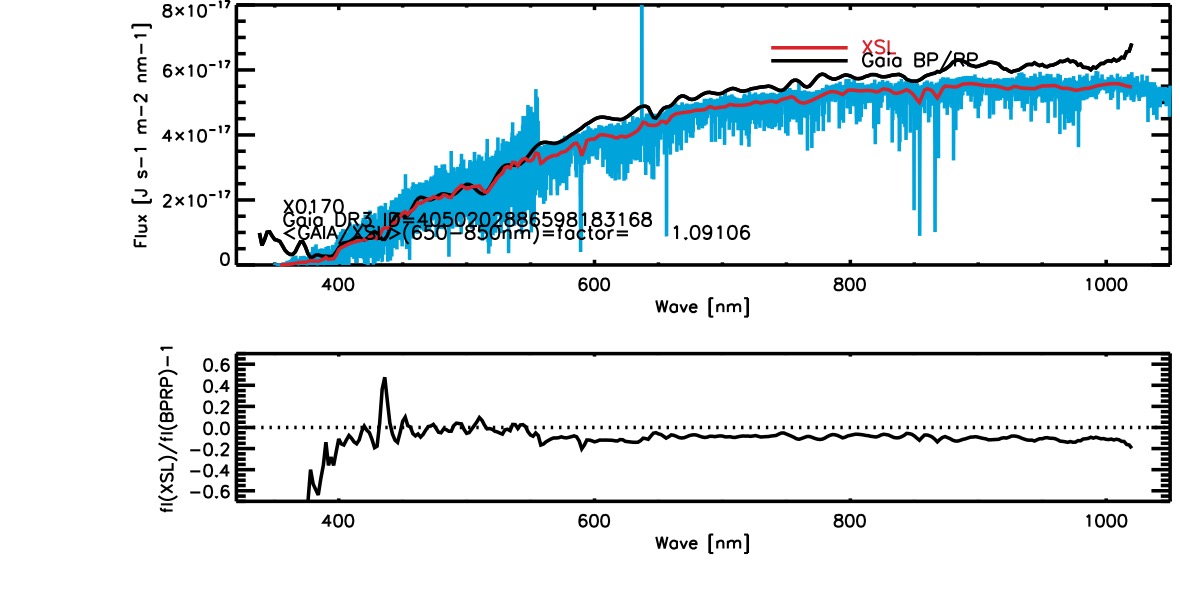 8×10⁻¹⁷
6×10⁻¹⁷
4×10⁻¹⁷
2×10⁻¹⁷
0
Flux [J s−1 m−2 nm−1]
XSL
Gaia BP/RP
X0170
Gaia DR3 ID=4050202886598183168
<GAIA/XSL>(650−850nm)=factor= 1.09106
400 600 800 1000
Wave [nm]
fl(XSL)/fl(BPRP)−1
0.6
0.4
0.2
0.0
−0.2
−0.4
−0.6
400 600 800 1000
Wave [nm]